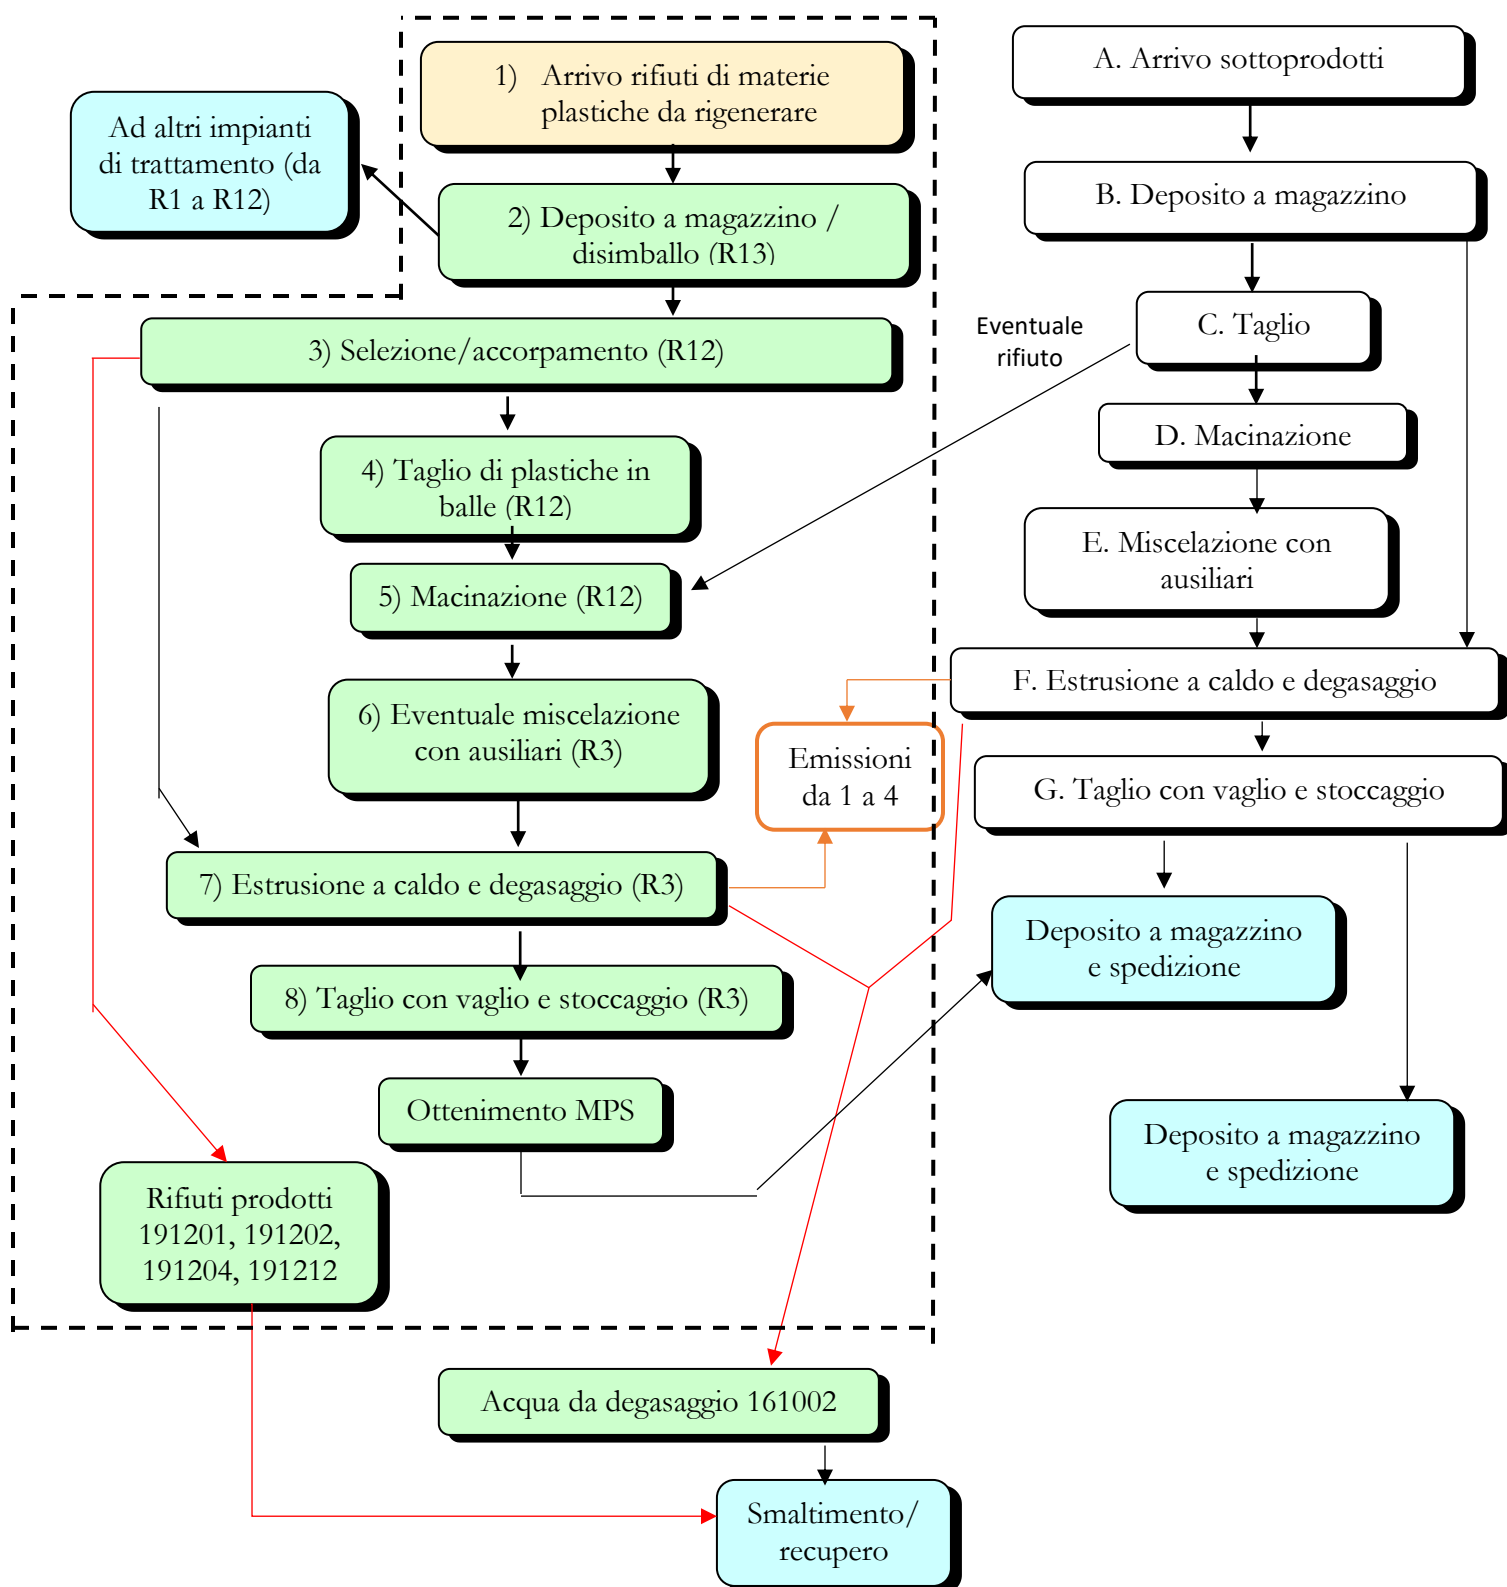 1) Arrivo rifiuti di materie
plastiche da rigenerare
Ad altri impianti
di trattamento (da
R1 a R12)
2) Deposito a magazzino /
disimballo (R13)
3) Selezione/accorpamento (R12)
4) Taglio di plastiche in
balle (R12)
5) Macinazione (R12)
6) Eventuale miscelazione
con ausiliari (R3)
7) Estrusione a caldo e degasaggio (R3)
8) Taglio con vaglio e stoccaggio (R3)
Ottenimento MPS
Rifiuti prodotti
191201, 191202,
191204, 191212
Emissioni
da 1 a 4
Eventuale
rifiuto
A. Arrivo sottoprodotti
B. Deposito a magazzino
C. Taglio
D. Macinazione
E. Miscelazione con
ausiliari
F. Estrusione a caldo e degasaggio
G. Taglio con vaglio e stoccaggio
Deposito a magazzino
e spedizione
Deposito a magazzino
e spedizione
Acqua da degasaggio 161002
Smaltimento/
recupero